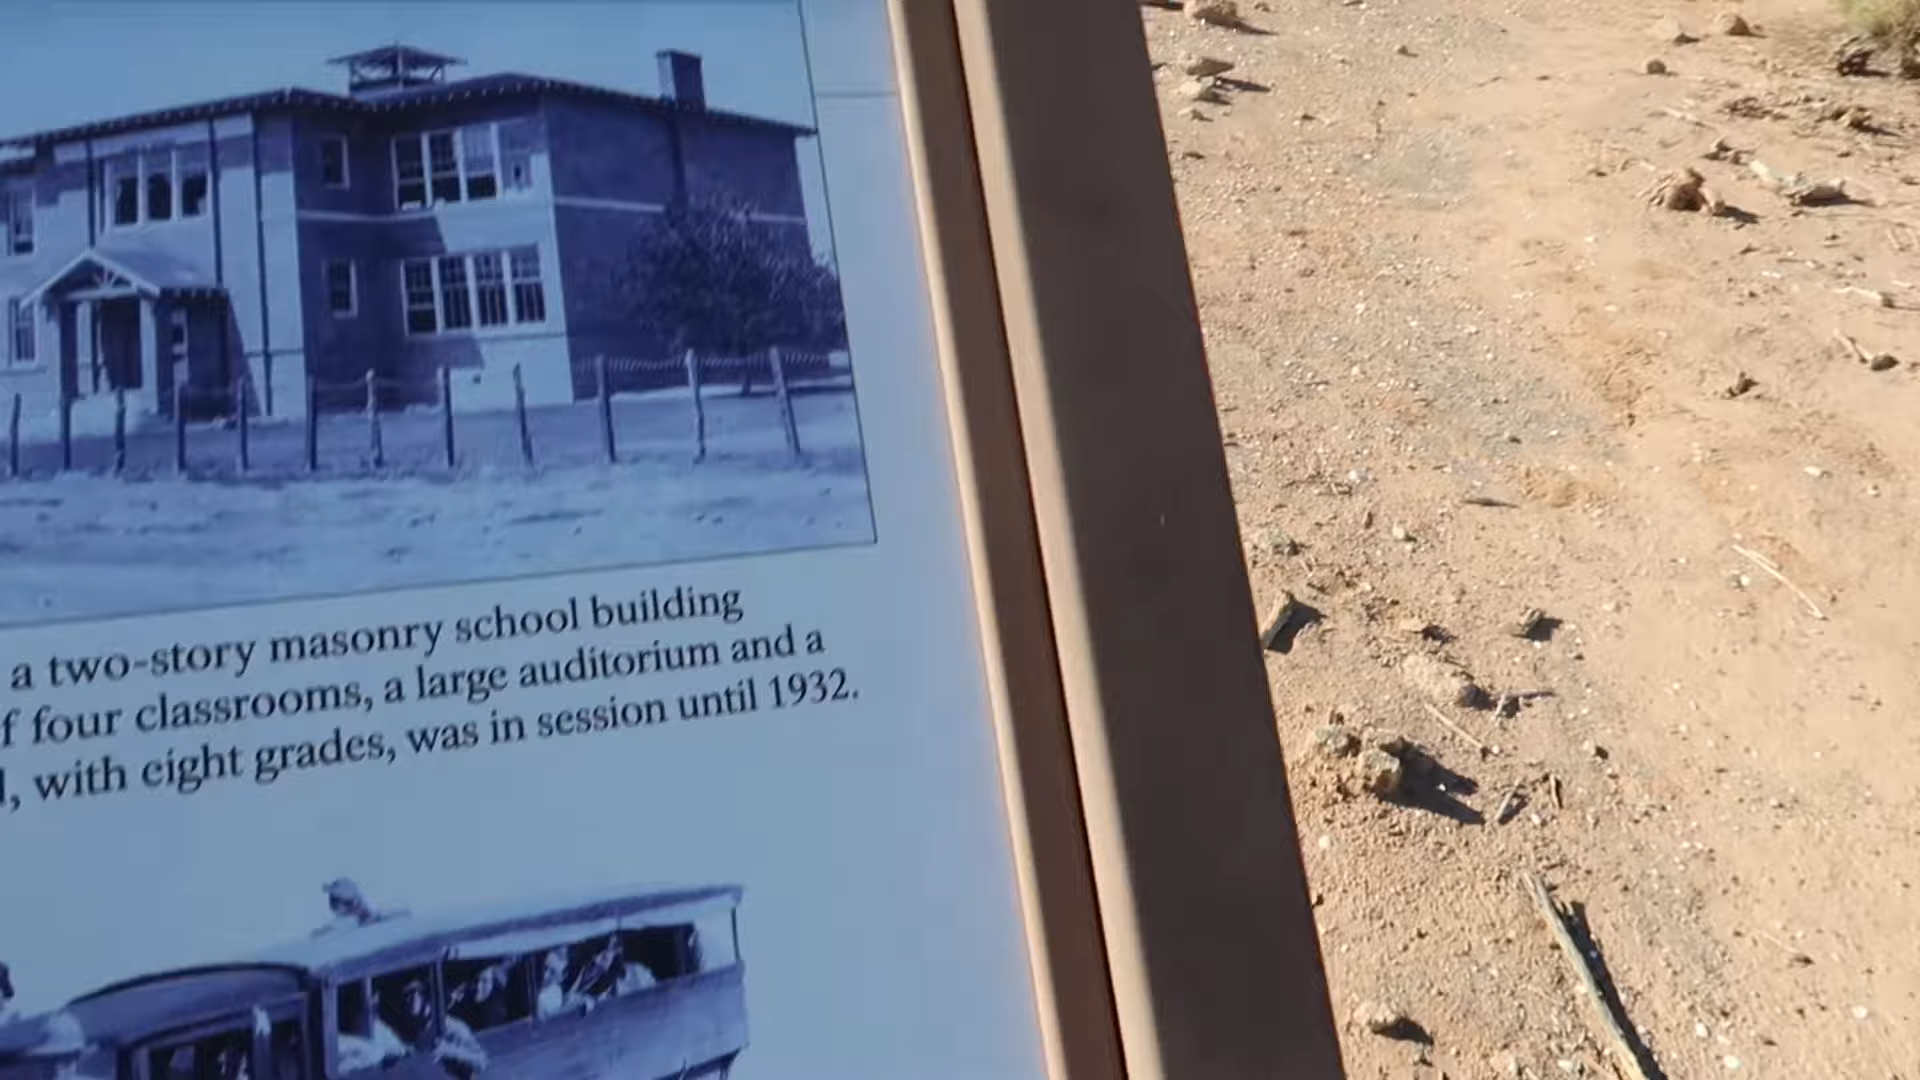 a two-story masonry school building
four classrooms, a large auditorium and a
with eight grades, was in session until 1932.